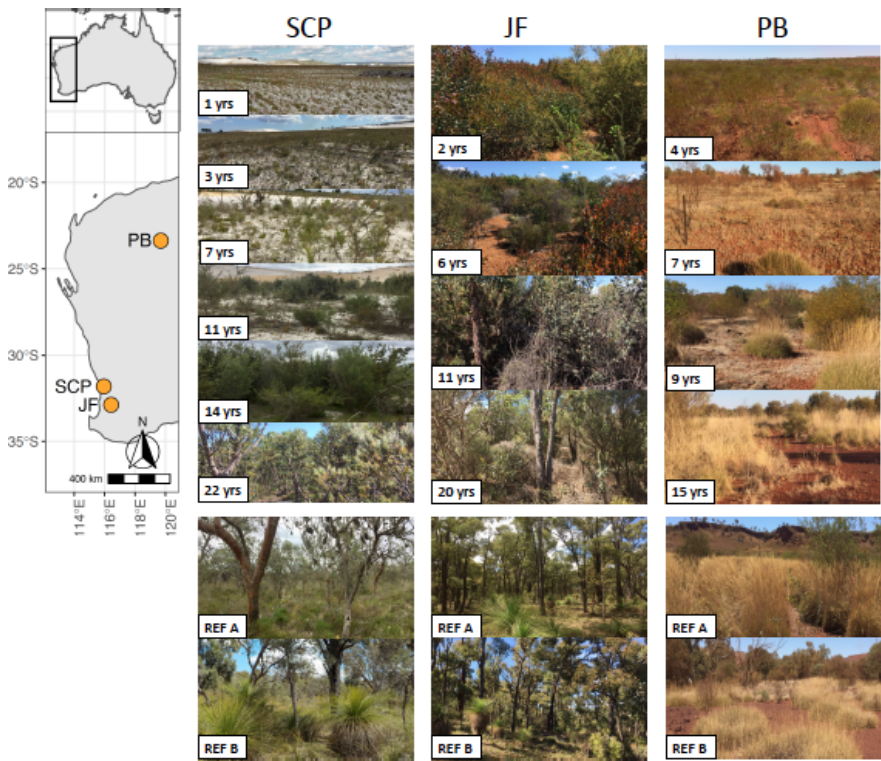 SCP
JF
PB
1 yrs
3 yrs
7 yrs
11 yrs
14 yrs
22 yrs
2 yrs
6 yrs
11 yrs
20 yrs
4 yrs
7 yrs
9 yrs
15 yrs
REF A
REF B
REF A
REF B
REF A
REF B
20°S
25°S
30°S
35°S
PB
SCP
JF
N
400 km
114°E
116°E
118°E
120°E